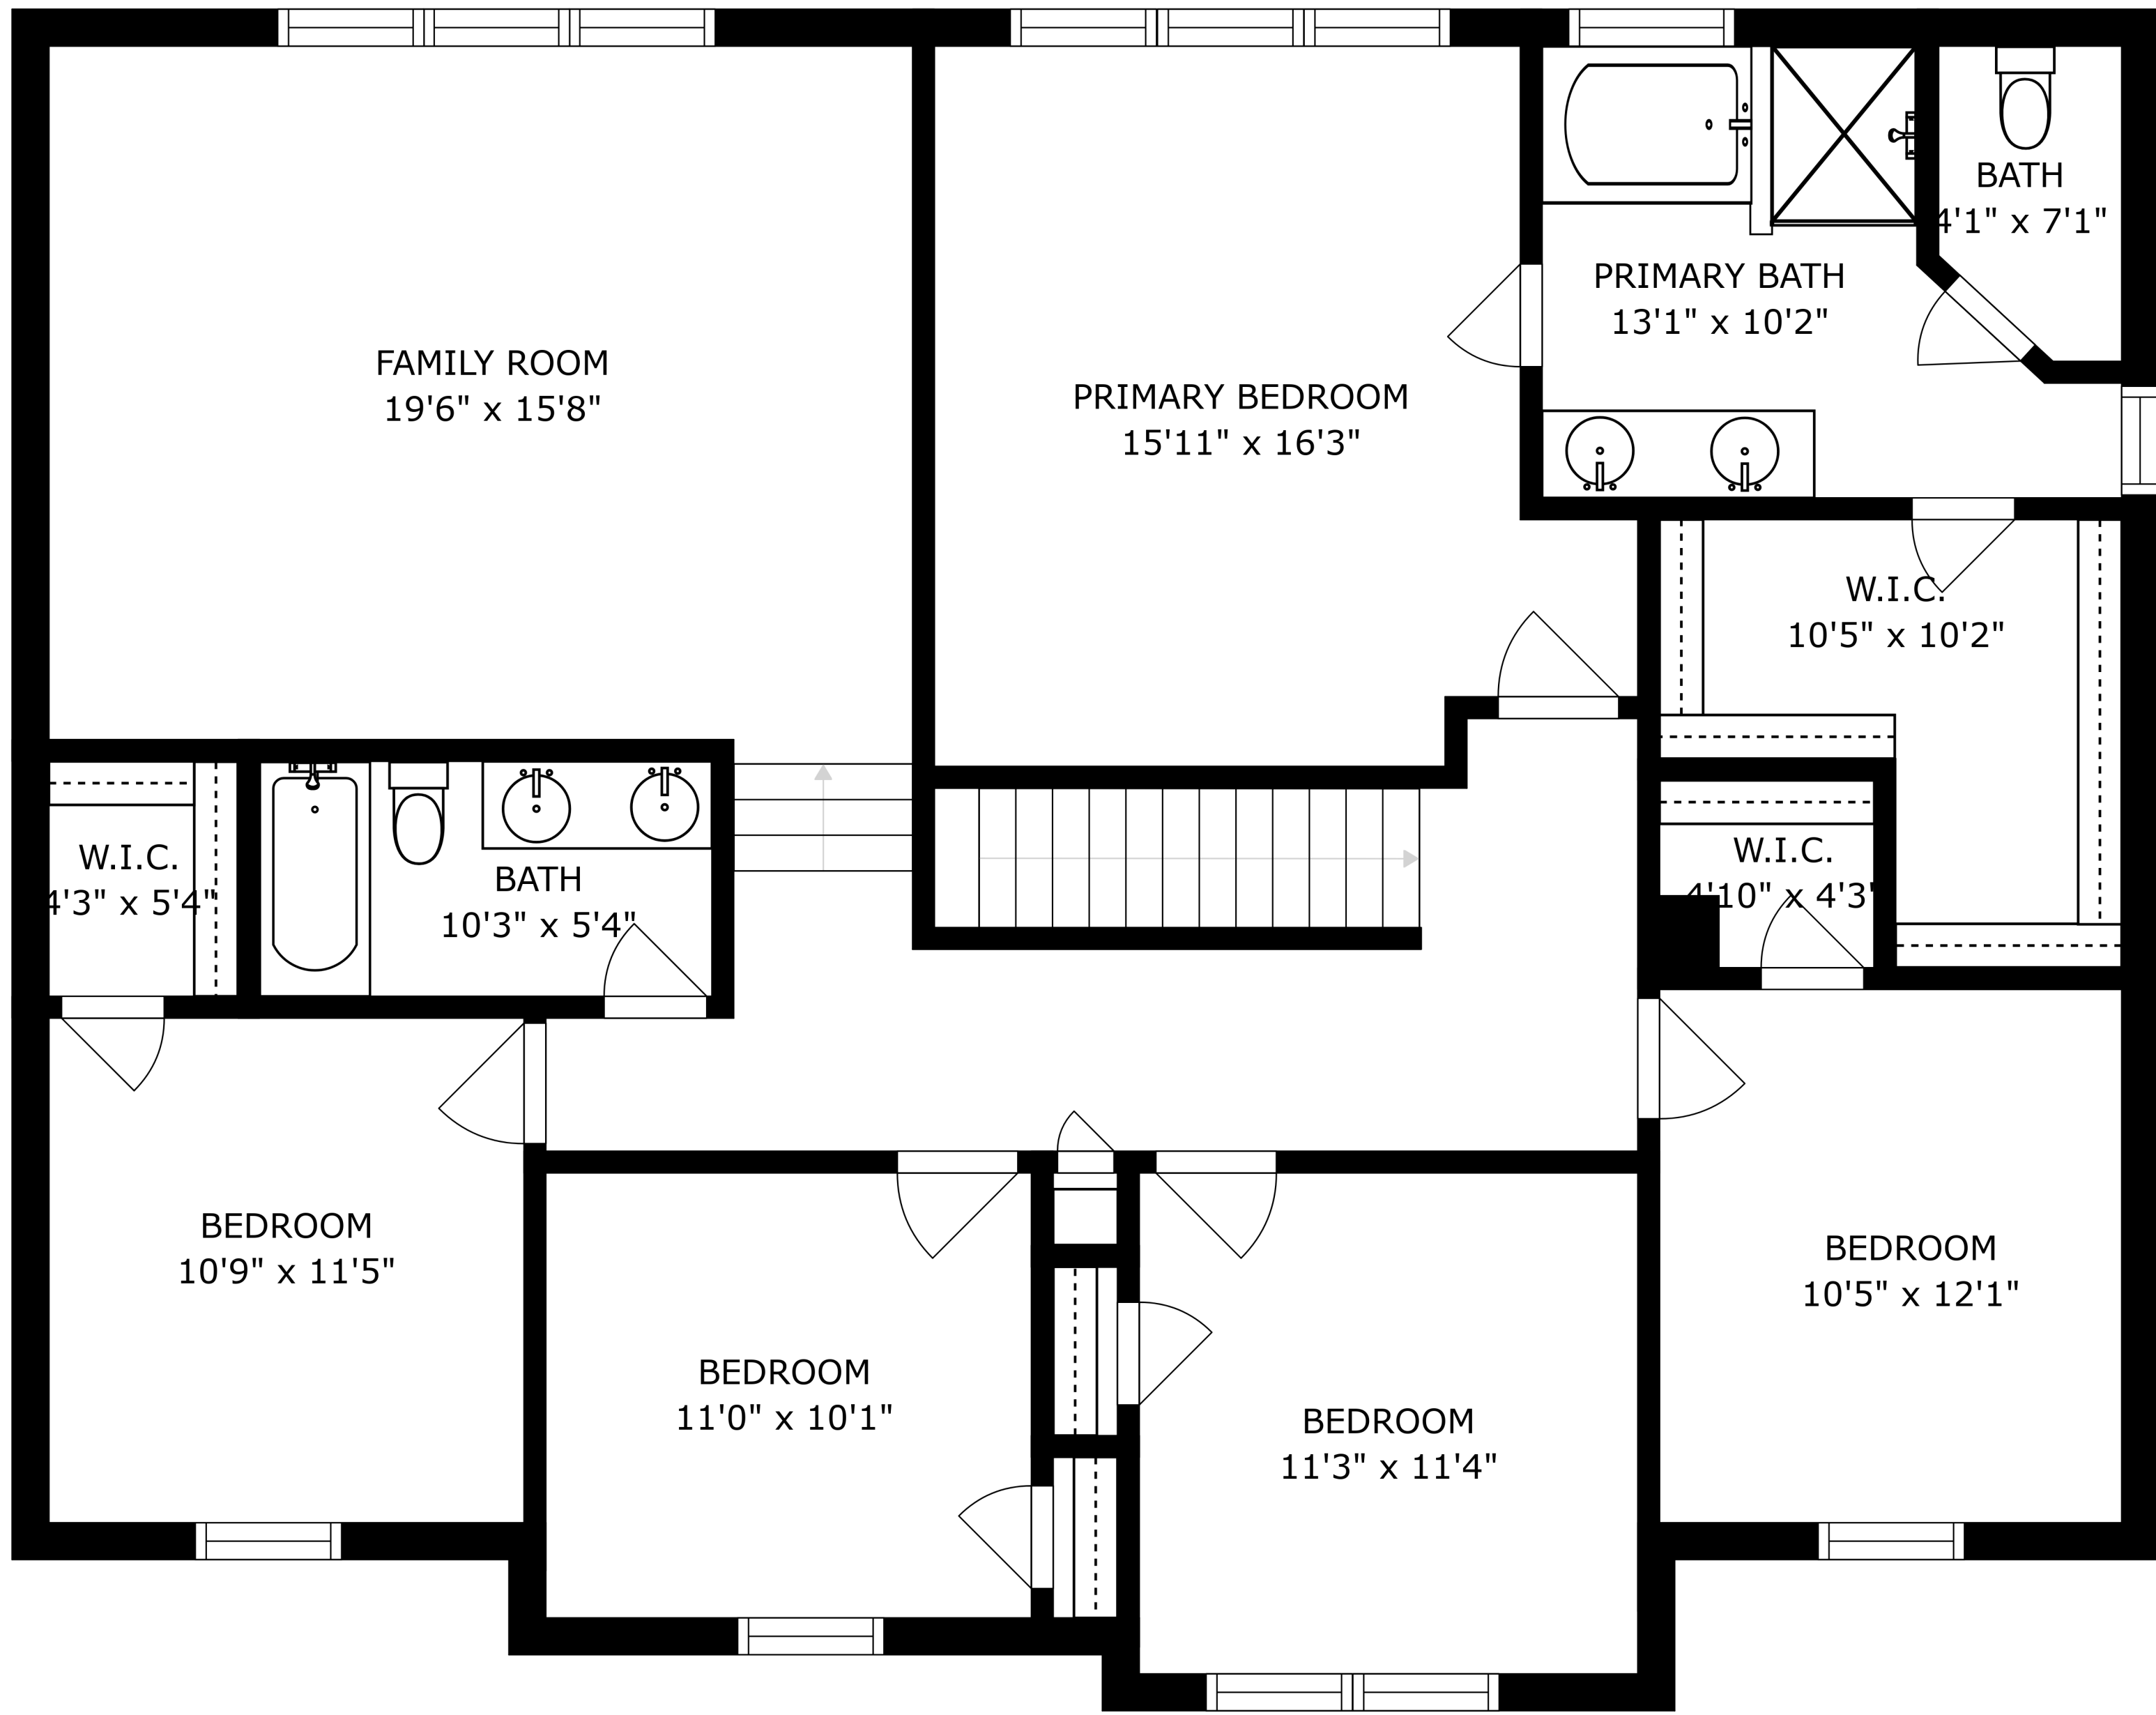 BATH
4'1" x 7'1"
PRIMARY BATH
13'1" x 10'2"
FAMILY ROOM
19'6" x 15'8"
PRIMARY BEDROOM
15'11" x 16'3"
W.I.C.
10'5" x 10'2"
W.I.C.
4'3" x 5'4"
BATH
10'3" x 5'4"
W.I.C.
4'10" x 4'3"
BEDROOM
10'9" x 11'5"
BEDROOM
10'5" x 12'1"
BEDROOM
11'0" x 10'1"
BEDROOM
11'3" x 11'4"